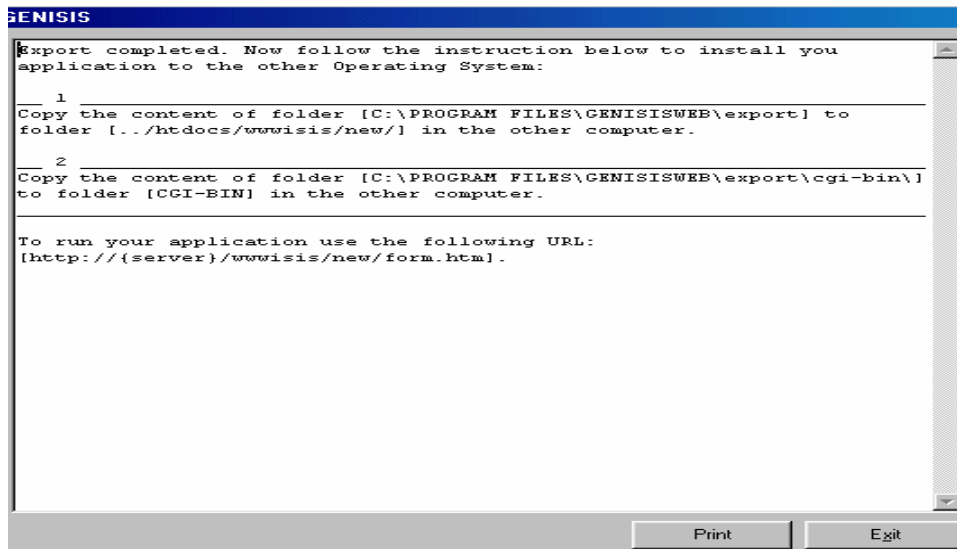 GENISIS
Export completed. Now follow the instruction below to install you
application to the other Operating System:
__ 1 __
Copy the content of folder [C:\PROGRAM FILES\GENISISWEB\export] to
folder [../htdocs/wwwisis/new/] in the other computer.
__ 2 __
Copy the content of folder [C:\PROGRAM FILES\GENISISWEB\export\cgi-bin\]
to folder [CGI-BIN] in the other computer.
To run your application use the following URL:
[http://{server}/wwwisis/new/form.htm].
Print Exit